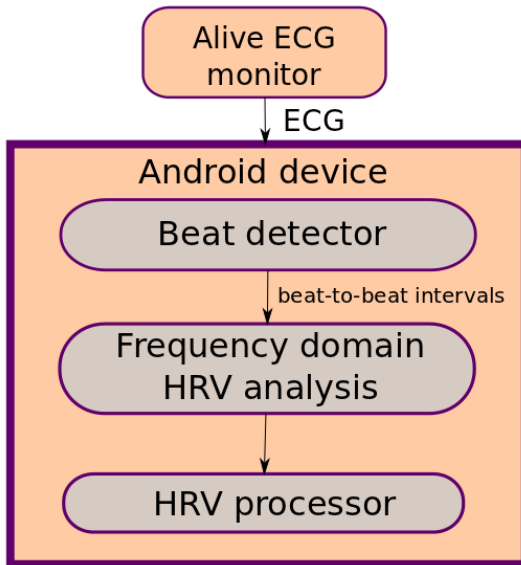 Alive ECG
monitor
ECG
Android device
Beat detector
beat-to-beat intervals
Frequency domain
HRV analysis
HRV processor